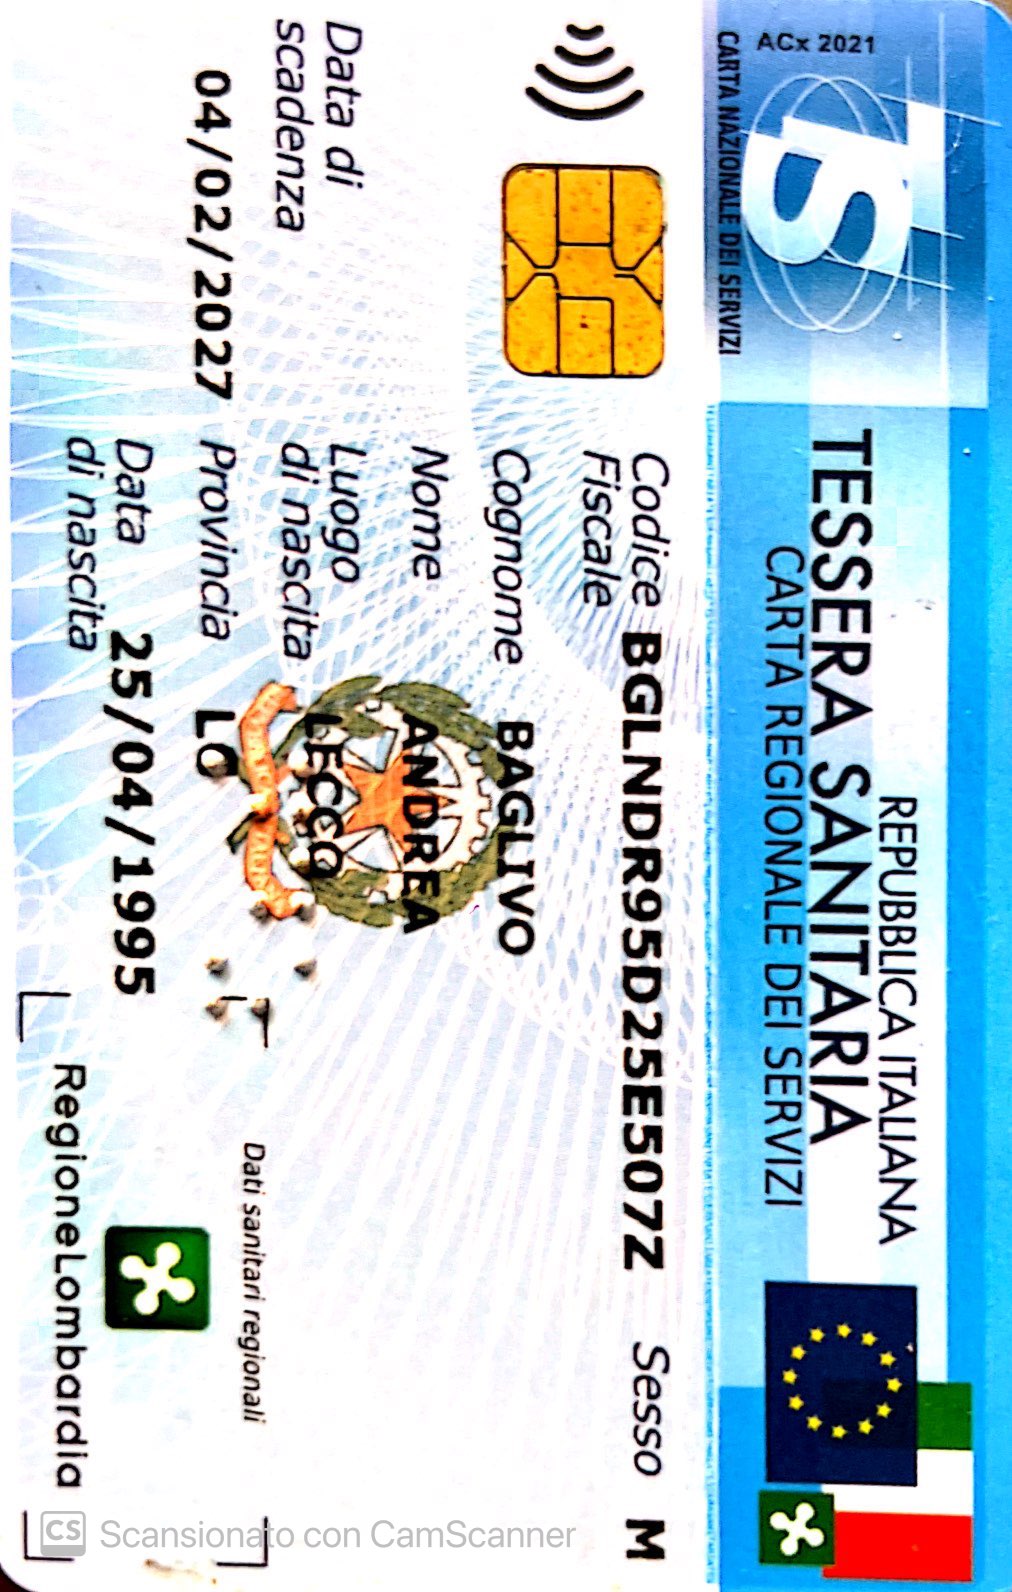 ACx 2021
CARTA NAZIONALE DEI SERVIZI
TS
REPUBBLICA ITALIANA
TESSERA SANITARIA
CARTA REGIONALE DEI SERVIZI
Codice Fiscale BGLNDR95D25E507Z Sesso M
Cognome BAGLIVO
Nome ANDREA
Luogo di nascita LECCO
Provincia LC
Data di nascita 25/04/1995
Data di scadenza 04/02/2027
Dati sanitari regionali
RegioneLombardia
CS Scansionato con CamScanner